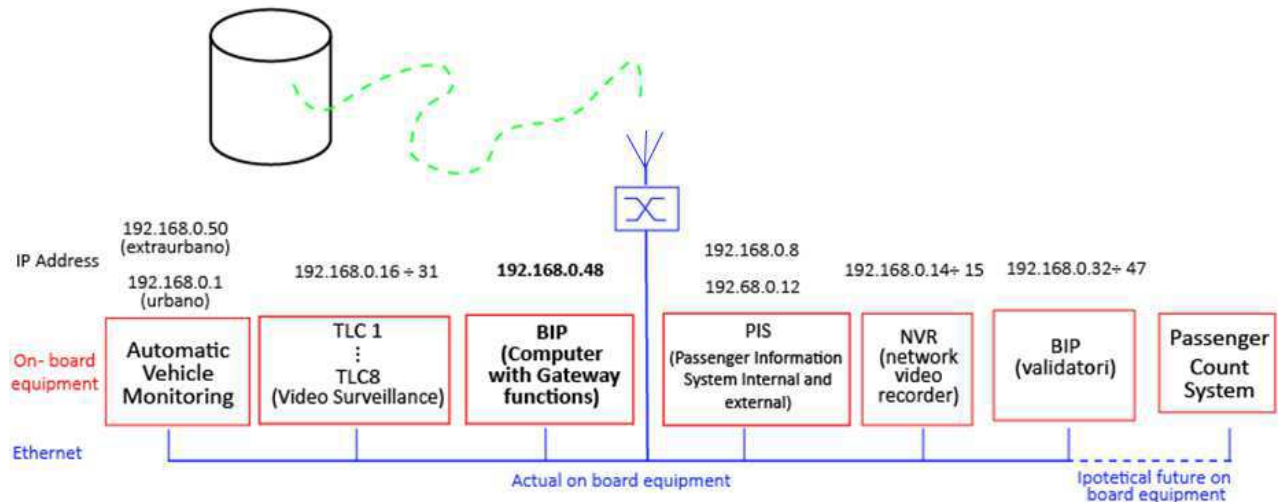 192.168.0.50
(extraurbano)
IP Address
192.168.0.1
(urbano)
192.168.0.16 ÷ 31
192.168.0.48
192.168.0.8
192.68.0.12
192.168.0.14÷ 15
192.168.0.32÷ 47
On- board
equipment
Automatic
Vehicle
Monitoring
TLC 1
⋮
TLC8
(Video Surveillance)
BIP
(Computer
with Gateway
functions)
PIS
(Passenger Information
System Internal and
external)
NVR
(network
video
recorder)
BIP
(validatori)
Passenger
Count
System
Ethernet
Actual on board equipment
Ipotetical future on
board equipment